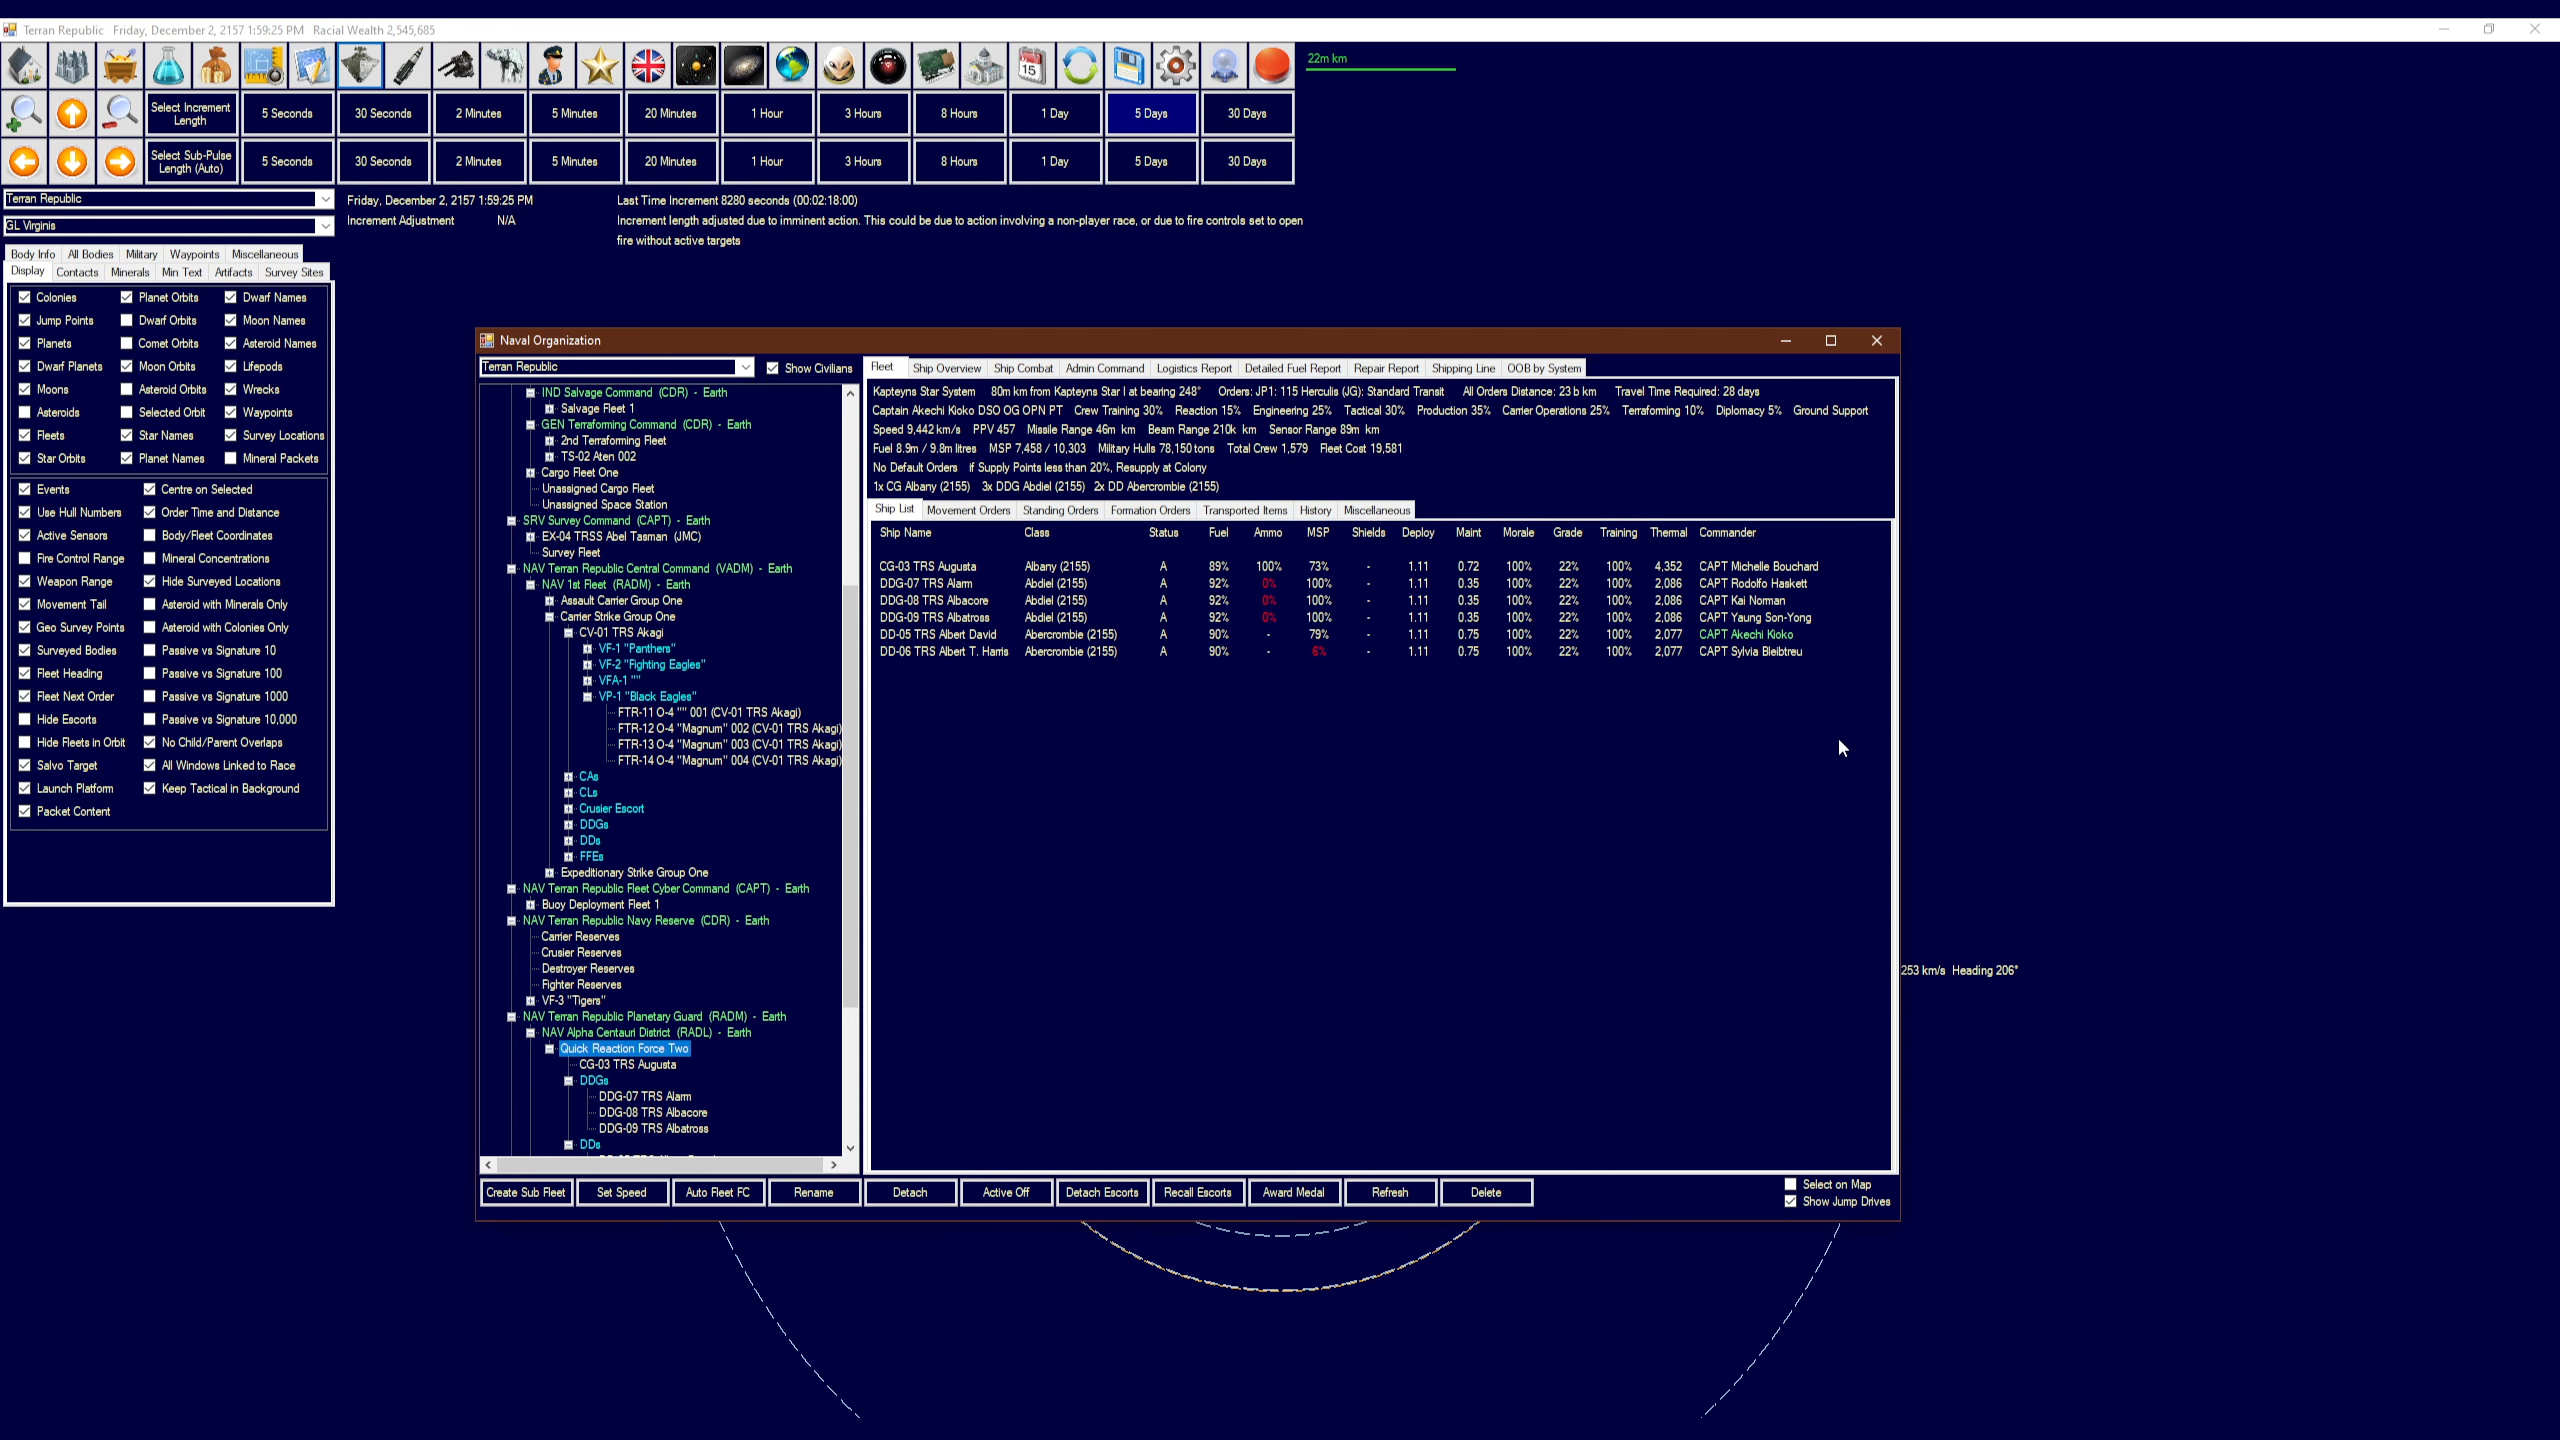 Terran Republic   Friday, December 2, 2157 1:59:25 PM   Racial Wealth 2,545,685
15
22m km
Select Increment Length   5 Seconds   30 Seconds   2 Minutes   5 Minutes   20 Minutes   1 Hour   3 Hours   8 Hours   1 Day   5 Days   30 Days
Select Sub-Pulse Length (Auto)   5 Seconds   30 Seconds   2 Minutes   5 Minutes   20 Minutes   1 Hour   3 Hours   8 Hours   1 Day   5 Days   30 Days
Terran Republic
GL Virginis
Friday, December 2, 2157 1:59:25 PM
Increment Adjustment   N/A
Last Time Increment 8280 seconds (00:02:18:00)
Increment length adjusted due to imminent action. This could be due to action involving a non-player race, or due to fire controls set to open
fire without active targets
Body Info   All Bodies   Military   Waypoints   Miscellaneous
Display   Contacts   Minerals   Min Text   Artifacts   Survey Sites
Colonies   Planet Orbits   Dwarf Names
Jump Points   Dwarf Orbits   Moon Names
Planets   Comet Orbits   Asteroid Names
Dwarf Planets   Moon Orbits   Lifepods
Moons   Asteroid Orbits   Wrecks
Asteroids   Selected Orbit   Waypoints
Fleets   Star Names   Survey Locations
Star Orbits   Planet Names   Mineral Packets
Events   Centre on Selected
Use Hull Numbers   Order Time and Distance
Active Sensors   Body/Fleet Coordinates
Fire Control Range   Mineral Concentrations
Weapon Range   Hide Surveyed Locations
Movement Tail   Asteroid with Minerals Only
Geo Survey Points   Asteroid with Colonies Only
Surveyed Bodies   Passive vs Signature 10
Fleet Heading   Passive vs Signature 100
Fleet Next Order   Passive vs Signature 1000
Hide Escorts   Passive vs Signature 10,000
Hide Fleets in Orbit   No Child/Parent Overlaps
Salvo Target   All Windows Linked to Race
Launch Platform   Keep Tactical in Background
Packet Content
Naval Organization
Terran Republic   Show Civilians
IND Salvage Command (CDR) - Earth
Salvage Fleet 1
GEN Terraforming Command (CDR) - Earth
2nd Terraforming Fleet
TS-02 Aten 002
Cargo Fleet One
Unassigned Cargo Fleet
Unassigned Space Station
SRV Survey Command (CAPT) - Earth
EX-04 TRSS Abel Tasman (JMC)
Survey Fleet
NAV Terran Republic Central Command (VADM) - Earth
NAV 1st Fleet (RADM) - Earth
Assault Carrier Group One
Carrier Strike Group One
CV-01 TRS Akagi
VF-1 "Panthers"
VF-2 "Fighting Eagles"
VFA-1 ""
VP-1 "Black Eagles"
FTR-11 O-4 "" 001 (CV-01 TRS Akagi)
FTR-12 O-4 "Magnum" 002 (CV-01 TRS Akagi)
FTR-13 O-4 "Magnum" 003 (CV-01 TRS Akagi)
FTR-14 O-4 "Magnum" 004 (CV-01 TRS Akagi)
CAs
CLs
Crusier Escort
DDGs
DDs
FFEs
Expeditionary Strike Group One
NAV Terran Republic Fleet Cyber Command (CAPT) - Earth
Buoy Deployment Fleet 1
NAV Terran Republic Navy Reserve (CDR) - Earth
Carrier Reserves
Crusier Reserves
Destroyer Reserves
Fighter Reserves
VF-3 "Tigers"
NAV Terran Republic Planetary Guard (RADM) - Earth
NAV Alpha Centauri District (RADL) - Earth
Quick Reaction Force Two
CG-03 TRS Augusta
DDGs
DDG-07 TRS Alarm
DDG-08 TRS Albacore
DDG-09 TRS Albatross
DDs
Fleet   Ship Overview   Ship Combat   Admin Command   Logistics Report   Detailed Fuel Report   Repair Report   Shipping Line   OOB by System
Kapteyns Star System   80m km from Kapteyns Star I at bearing 248°   Orders: JP1: 115 Herculis (JG): Standard Transit   All Orders Distance: 23 b km   Travel Time Required: 28 days
Captain Akechi Kioko DSO OG OPN PT   Crew Training 30%   Reaction 15%   Engineering 25%   Tactical 30%   Production 35%   Carrier Operations 25%   Terraforming 10%   Diplomacy 5%   Ground Support
Speed 9,442 km/s   PPV 457   Missile Range 46m km   Beam Range 210k km   Sensor Range 89m km
Fuel 8.9m / 9.8m litres   MSP 7,458 / 10,303   Military Hulls 78,150 tons   Total Crew 1,579   Fleet Cost 19,581
No Default Orders   if Supply Points less than 20%, Resupply at Colony
1x CG Albany (2155)   3x DDG Abdiel (2155)   2x DD Abercrombie (2155)
Ship List   Movement Orders   Standing Orders   Formation Orders   Transported Items   History   Miscellaneous
Ship Name   Class   Status   Fuel   Ammo   MSP   Shields   Deploy   Maint   Morale   Grade   Training   Thermal   Commander
CG-03 TRS Augusta   Albany (2155)   A   89%   100%   73%   -   1.11   0.72   100%   22%   100%   4,352   CAPT Michelle Bouchard
DDG-07 TRS Alarm   Abdiel (2155)   A   92%   0%   100%   -   1.11   0.35   100%   22%   100%   2,086   CAPT Rodolfo Haskett
DDG-08 TRS Albacore   Abdiel (2155)   A   92%   0%   100%   -   1.11   0.35   100%   22%   100%   2,086   CAPT Kai Norman
DDG-09 TRS Albatross   Abdiel (2155)   A   92%   0%   100%   -   1.11   0.35   100%   22%   100%   2,086   CAPT Yaung Son-Yong
DD-05 TRS Albert David   Abercrombie (2155)   A   90%   -   79%   -   1.11   0.75   100%   22%   100%   2,077   CAPT Akechi Kioko
DD-06 TRS Albert T. Harris   Abercrombie (2155)   A   90%   -   6%   -   1.11   0.75   100%   22%   100%   2,077   CAPT Sylvia Bleibtreu
253 km/s   Heading 206°
Create Sub Fleet   Set Speed   Auto Fleet FC   Rename   Detach   Active Off   Detach Escorts   Recall Escorts   Award Medal   Refresh   Delete
Select on Map
Show Jump Drives